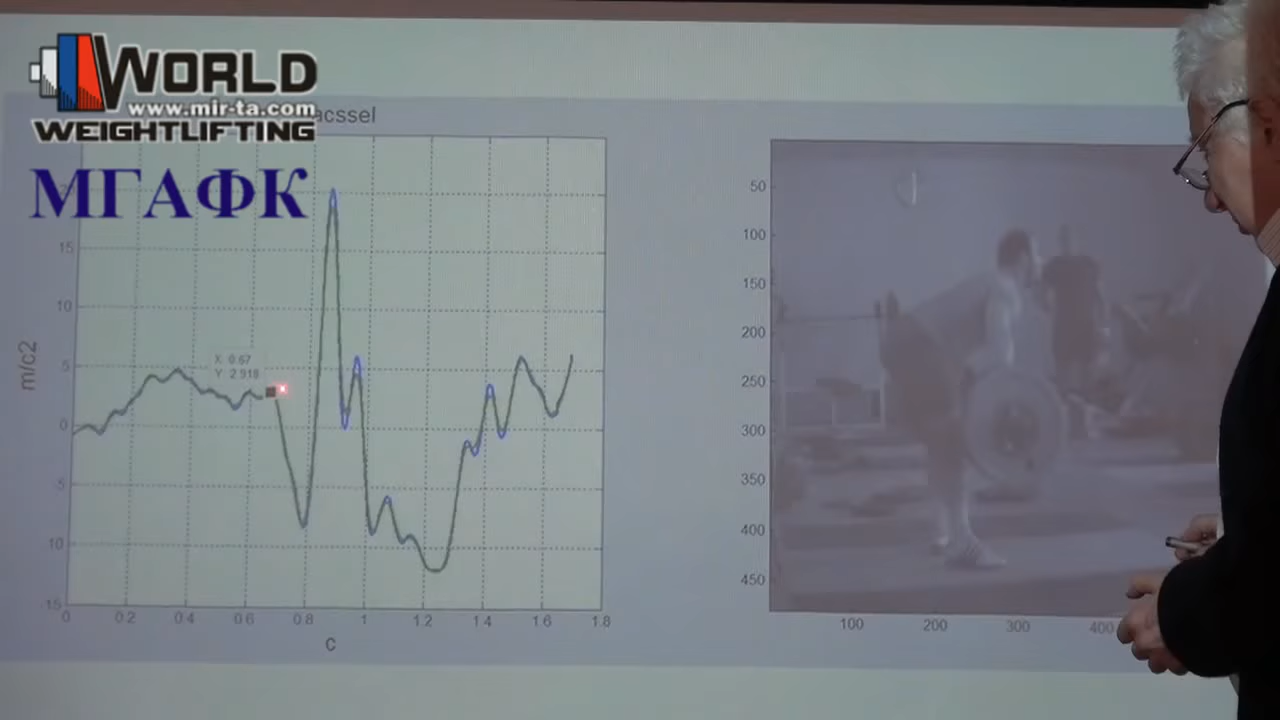 WORLD
www.mir-ta.com
WEIGHTLIFTING
МГАФК
acssel
15
10
5
0
5
10
15
m/c2
X: 0.67
Y: 2.918
0 0.2 0.4 0.6 0.8 1 1.2 1.4 1.6 1.8
c
50
100
150
200
250
300
350
400
450
100 200 300 400